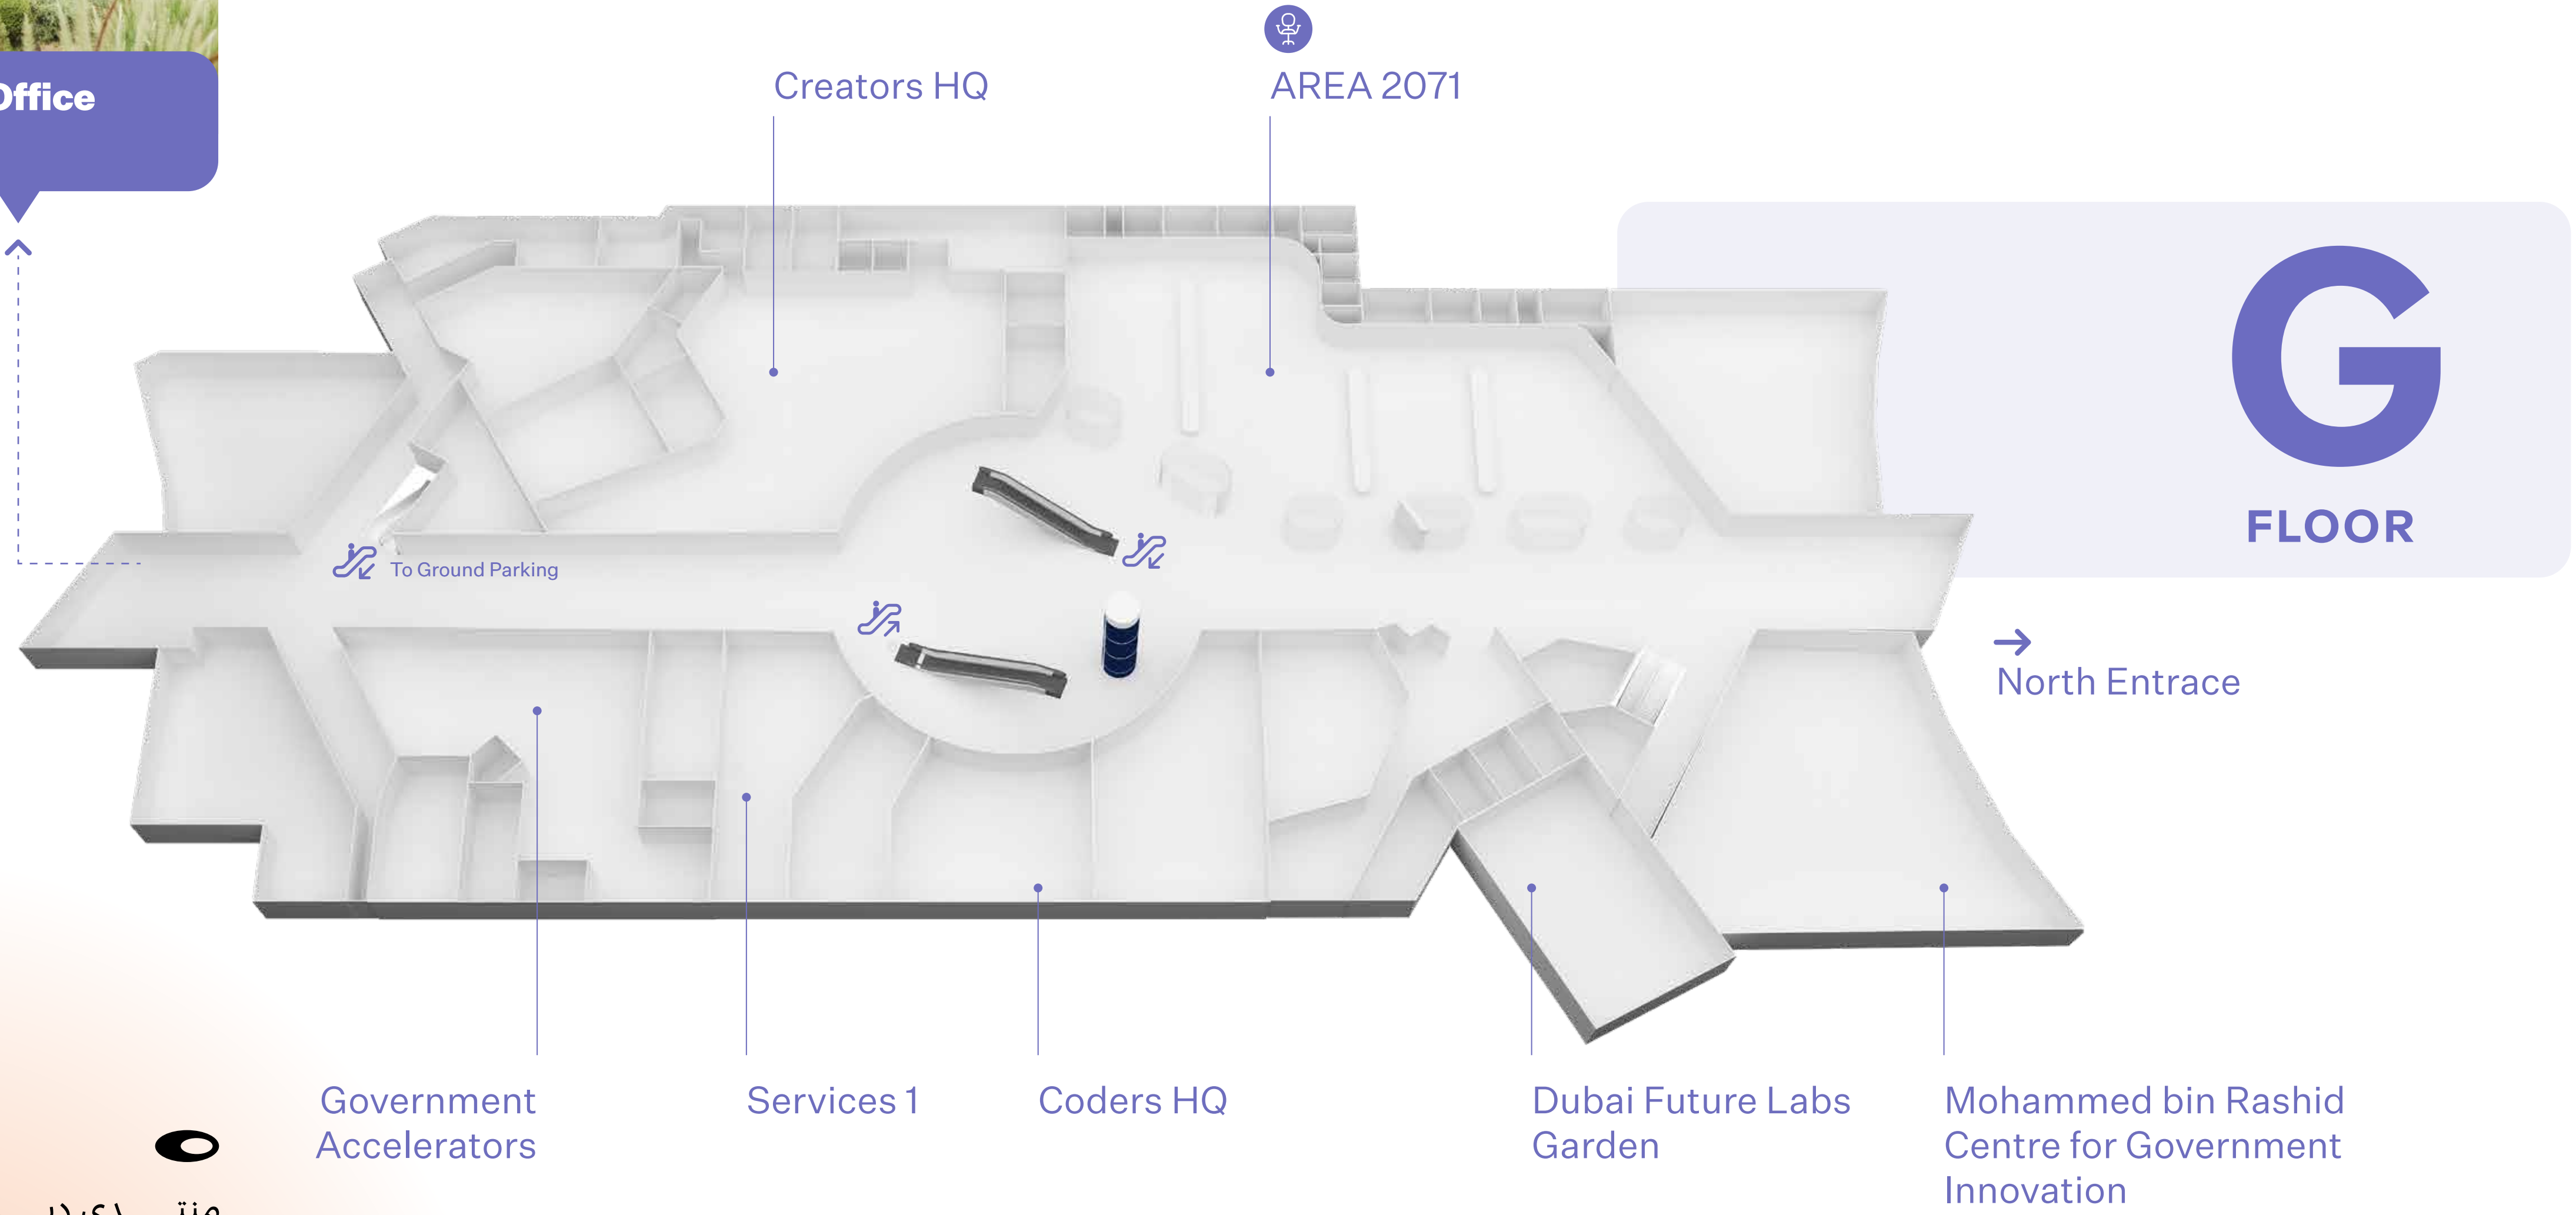 Office
Creators HQ
AREA 2071
G
FLOOR
To Ground Parking
North Entrace
Government
Accelerators
Services 1
Coders HQ
Dubai Future Labs
Garden
Mohammed bin Rashid
Centre for Government
Innovation